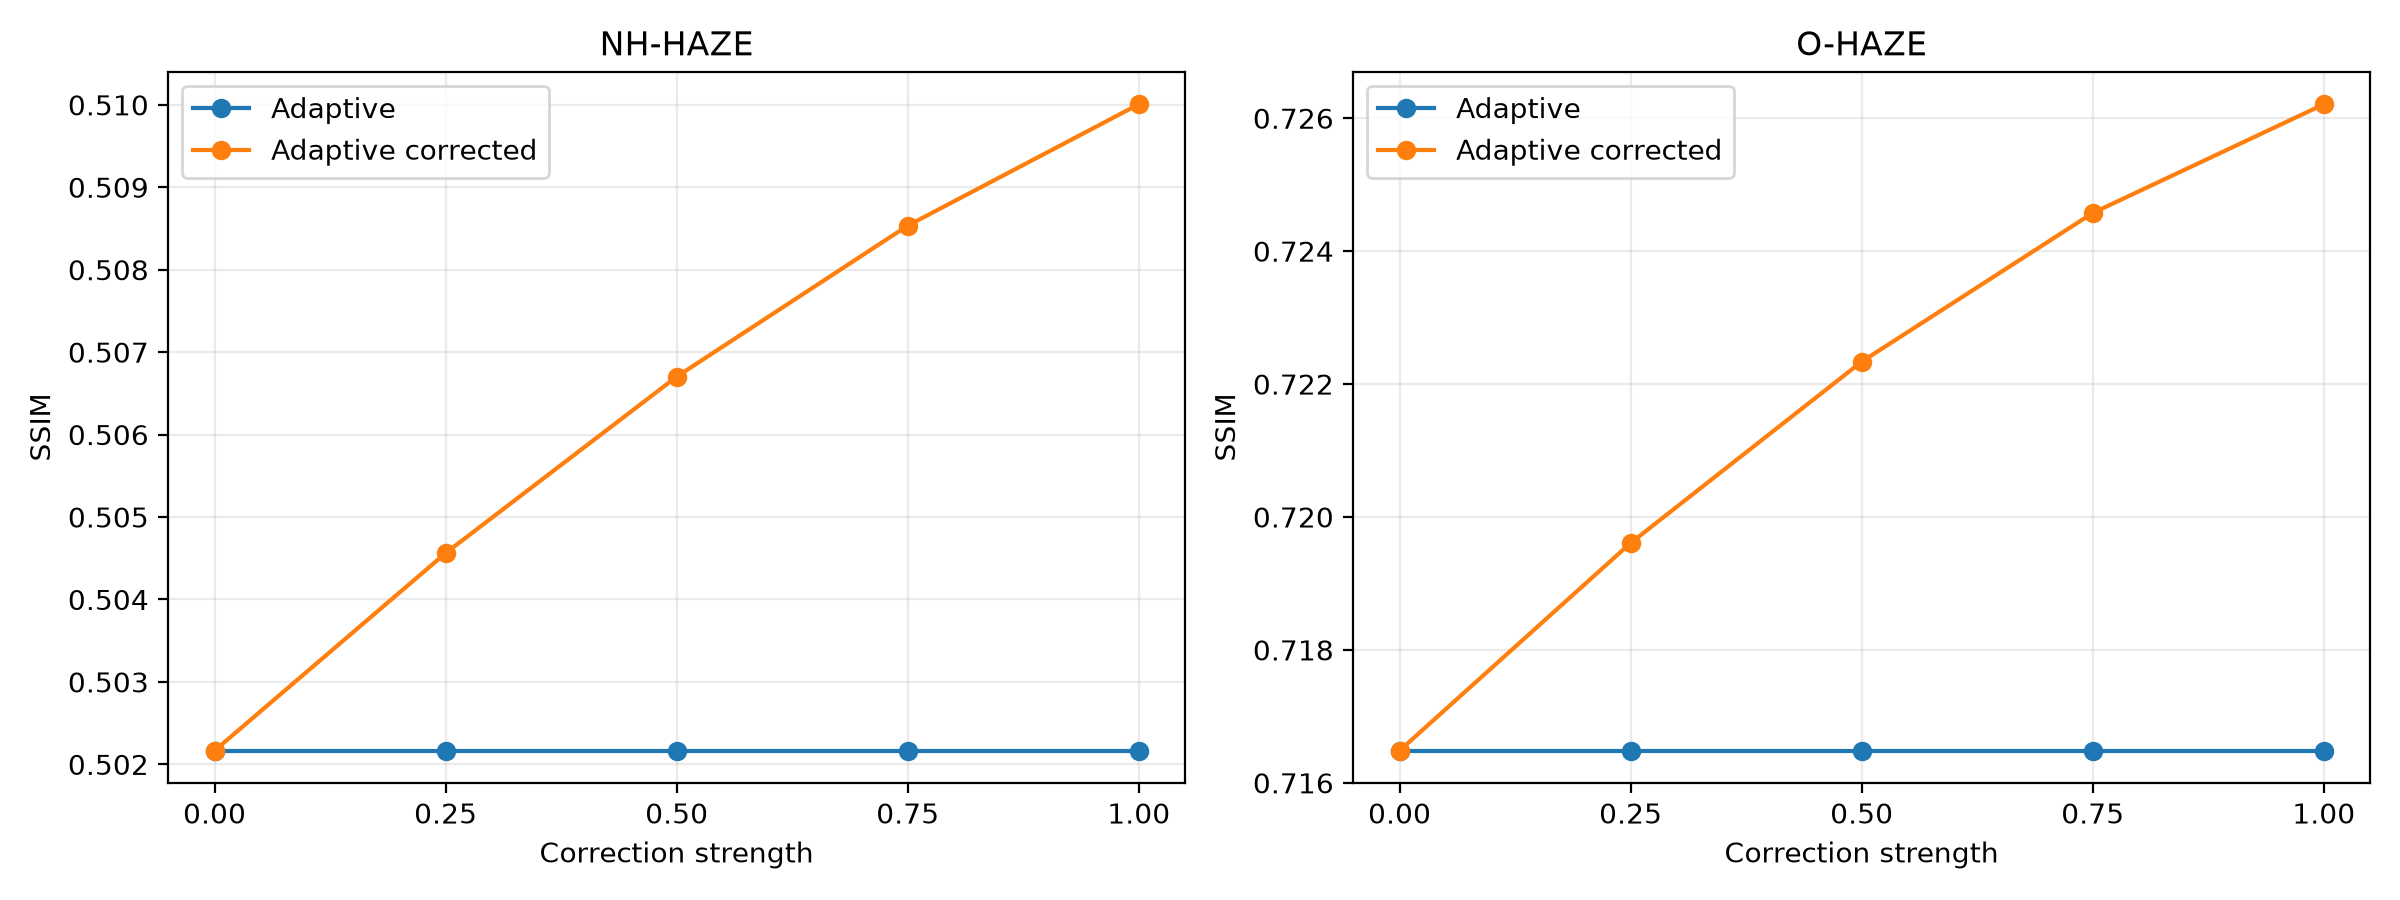 NH-HAZE
Adaptive
Adaptive corrected
0.510
0.509
0.508
0.507
0.506
0.505
0.504
0.503
0.502
SSIM
0.00 0.25 0.50 0.75 1.00
Correction strength
O-HAZE
Adaptive
Adaptive corrected
0.726
0.724
0.722
0.720
0.718
0.716
SSIM
0.00 0.25 0.50 0.75 1.00
Correction strength